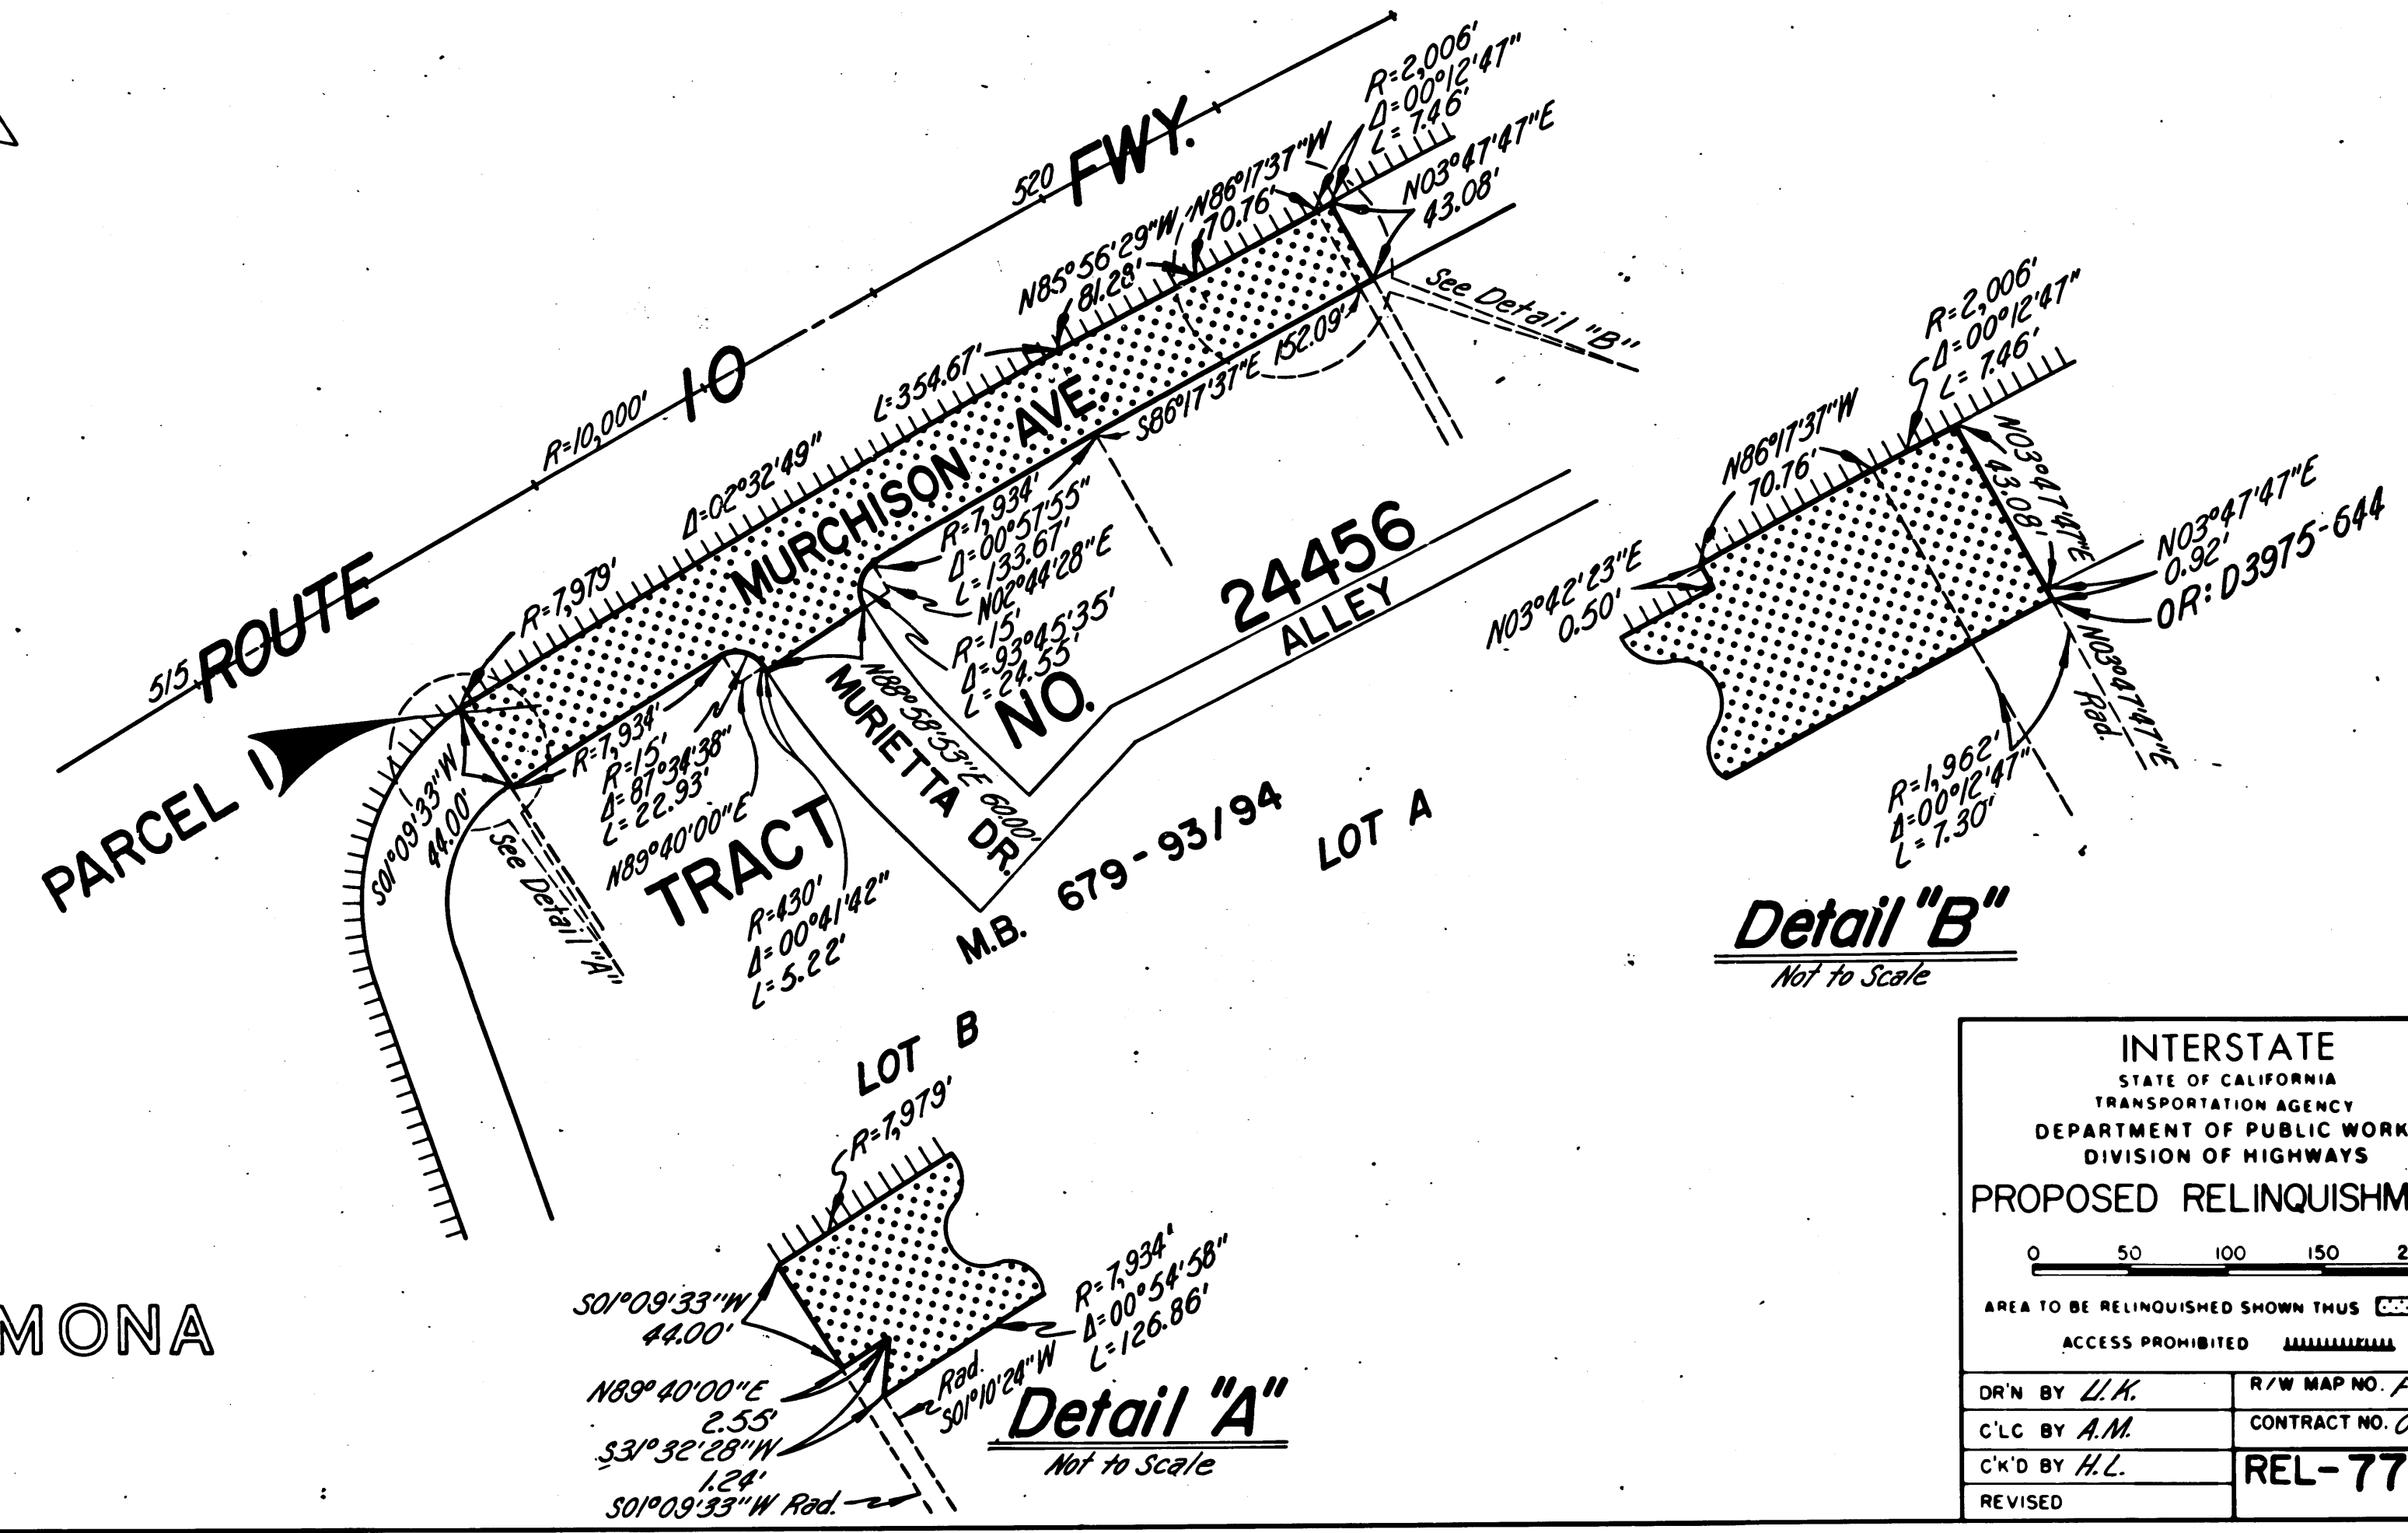 R=2,006'
Δ=00°12'47"
L=7.46'
N03°47'47"E
43.08'
520 FWY.
N86°17'37"W
70.76'
N85°56'29"W
81.28'
See Detail "B"
L=354.67'
S86°17'37"E 152.09'
R=10,000'
10
Δ=02°32'49"
MURCHISON AVE.
R=7,979'
515 ROUTE
PARCEL 1
S01°09'33"W
44.00'
See Detail "A"
R=7,934'
Δ=00°57'55"
L=133.67'
N02°44'28"E
R=15'
Δ=93°45'35'
L=24.55'
R=7,934'
R=15'
Δ=87°34'38"
L=22.93'
N89°40'00"E
R=430'
Δ=00°41'42"
L=5.22'
N88°58'53"E 60.00'
MURIETTA DR.
TRACT NO. 24456
ALLEY
M.B. 679-93/94
LOT A
LOT B
R=2,006'
Δ=00°12'47"
L=7.46'
N86°17'37"W
70.76'
N03°47'47"E
43.08'
N03°42'23"E
0.50'
N03°47'47"E
0.92'
OR: D3975-644
N03°47'47"E
Rad.
R=1,962'
Δ=00°12'47"
L=7.30'
Detail "B"
Not to Scale
R=7,979'
S01°09'33"W
44.00'
R=7,934'
Δ=00°54'58"
L=126.86'
N89°40'00"E
2.55'
S31°32'28"W
1.24'
S01°09'33"W Rad.
Rad.
S01°10'24"W
Detail "A"
Not to Scale
MONA
INTERSTATE
STATE OF CALIFORNIA
TRANSPORTATION AGENCY
DEPARTMENT OF PUBLIC WORK
DIVISION OF HIGHWAYS
PROPOSED RELINQUISHM
0 50 100 150 2
AREA TO BE RELINQUISHED SHOWN THUS
ACCESS PROHIBITED
DR'N BY U.K.
R/W MAP NO.
C'LC BY A.M.
CONTRACT NO.
C'K'D BY H.L.
REL-77
REVISED